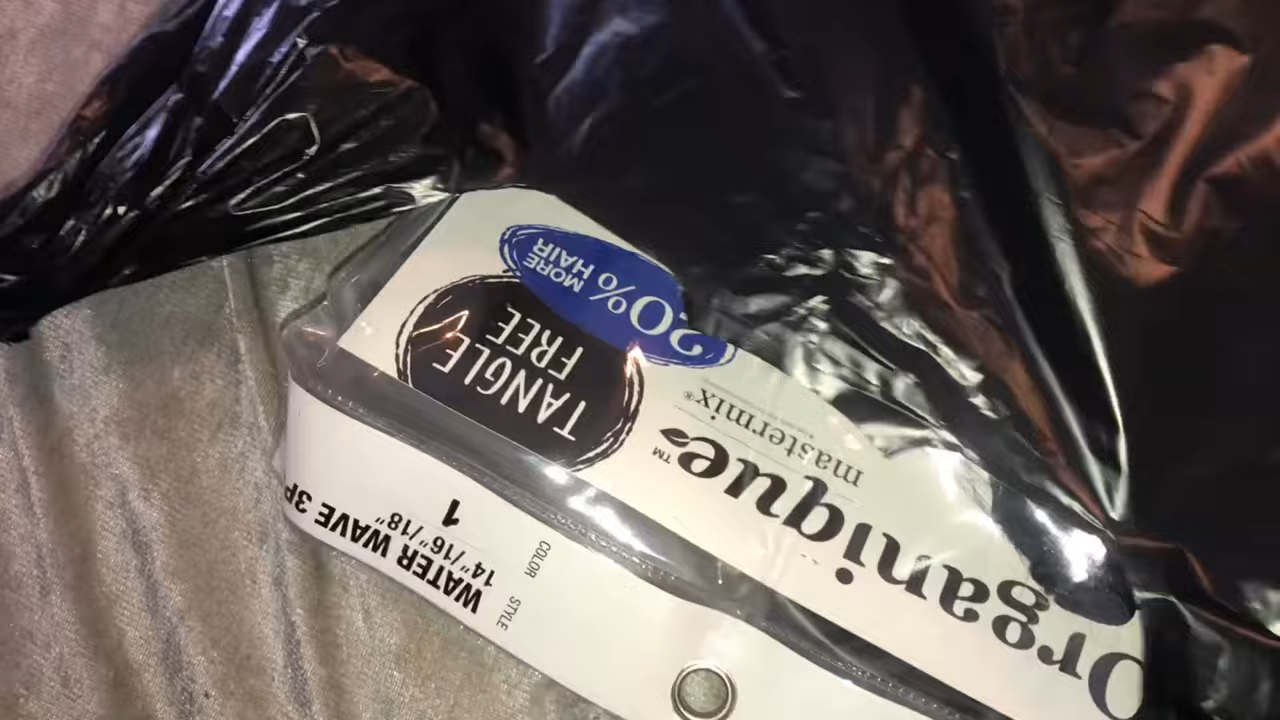 Organique™
mastermix®
20%
MORE
HAIR
TANGLE
FREE
STYLE
WATER WAVE 3P
14"/16"/18"
COLOR
1